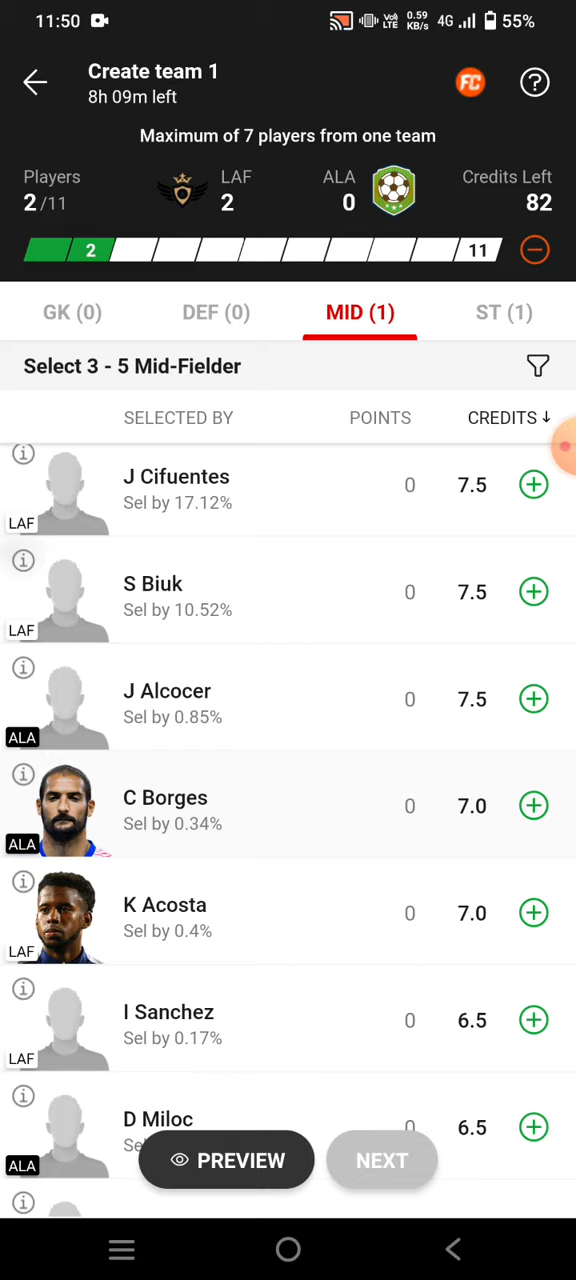 11:50 Vo) LTE 0.59 KB/s 4G 55%
Create team 1
8h 09m left
FC
Maximum of 7 players from one team
Players LAF ALA Credits Left
2 /11 2 0 82
2 11
GK (0) DEF (0) MID (1) ST (1)
Select 3 - 5 Mid-Fielder
SELECTED BY POINTS CREDITS ↓
J Cifuentes 0 7.5
Sel by 17.12%
LAF
S Biuk 0 7.5
Sel by 10.52%
LAF
J Alcocer 0 7.5
Sel by 0.85%
ALA
C Borges 0 7.0
Sel by 0.34%
ALA
K Acosta 0 7.0
Sel by 0.4%
LAF
I Sanchez 0 6.5
Sel by 0.17%
LAF
D Miloc 0 6.5
ALA
PREVIEW NEXT